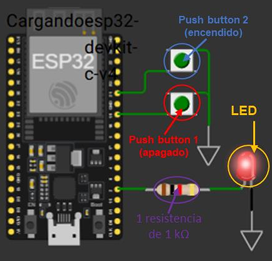 Cargandoesp32-
devkit-
c-v4
ESP32
Push button 2
(encendido)
Push button 1
(apagado)
LED
1 resistencia
de 1 kΩ